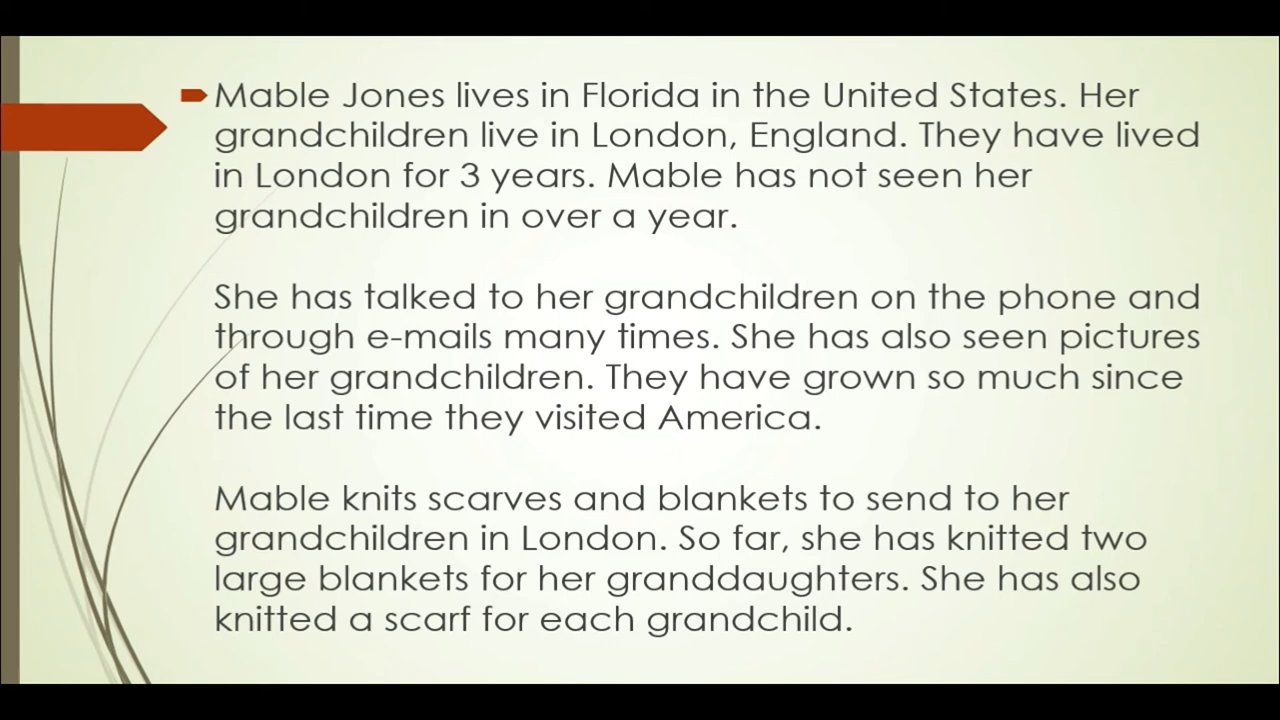 Mable Jones lives in Florida in the United States. Her
grandchildren live in London, England. They have lived
in London for 3 years. Mable has not seen her
grandchildren in over a year.
She has talked to her grandchildren on the phone and
through e-mails many times. She has also seen pictures
of her grandchildren. They have grown so much since
the last time they visited America.
Mable knits scarves and blankets to send to her
grandchildren in London. So far, she has knitted two
large blankets for her granddaughters. She has also
knitted a scarf for each grandchild.